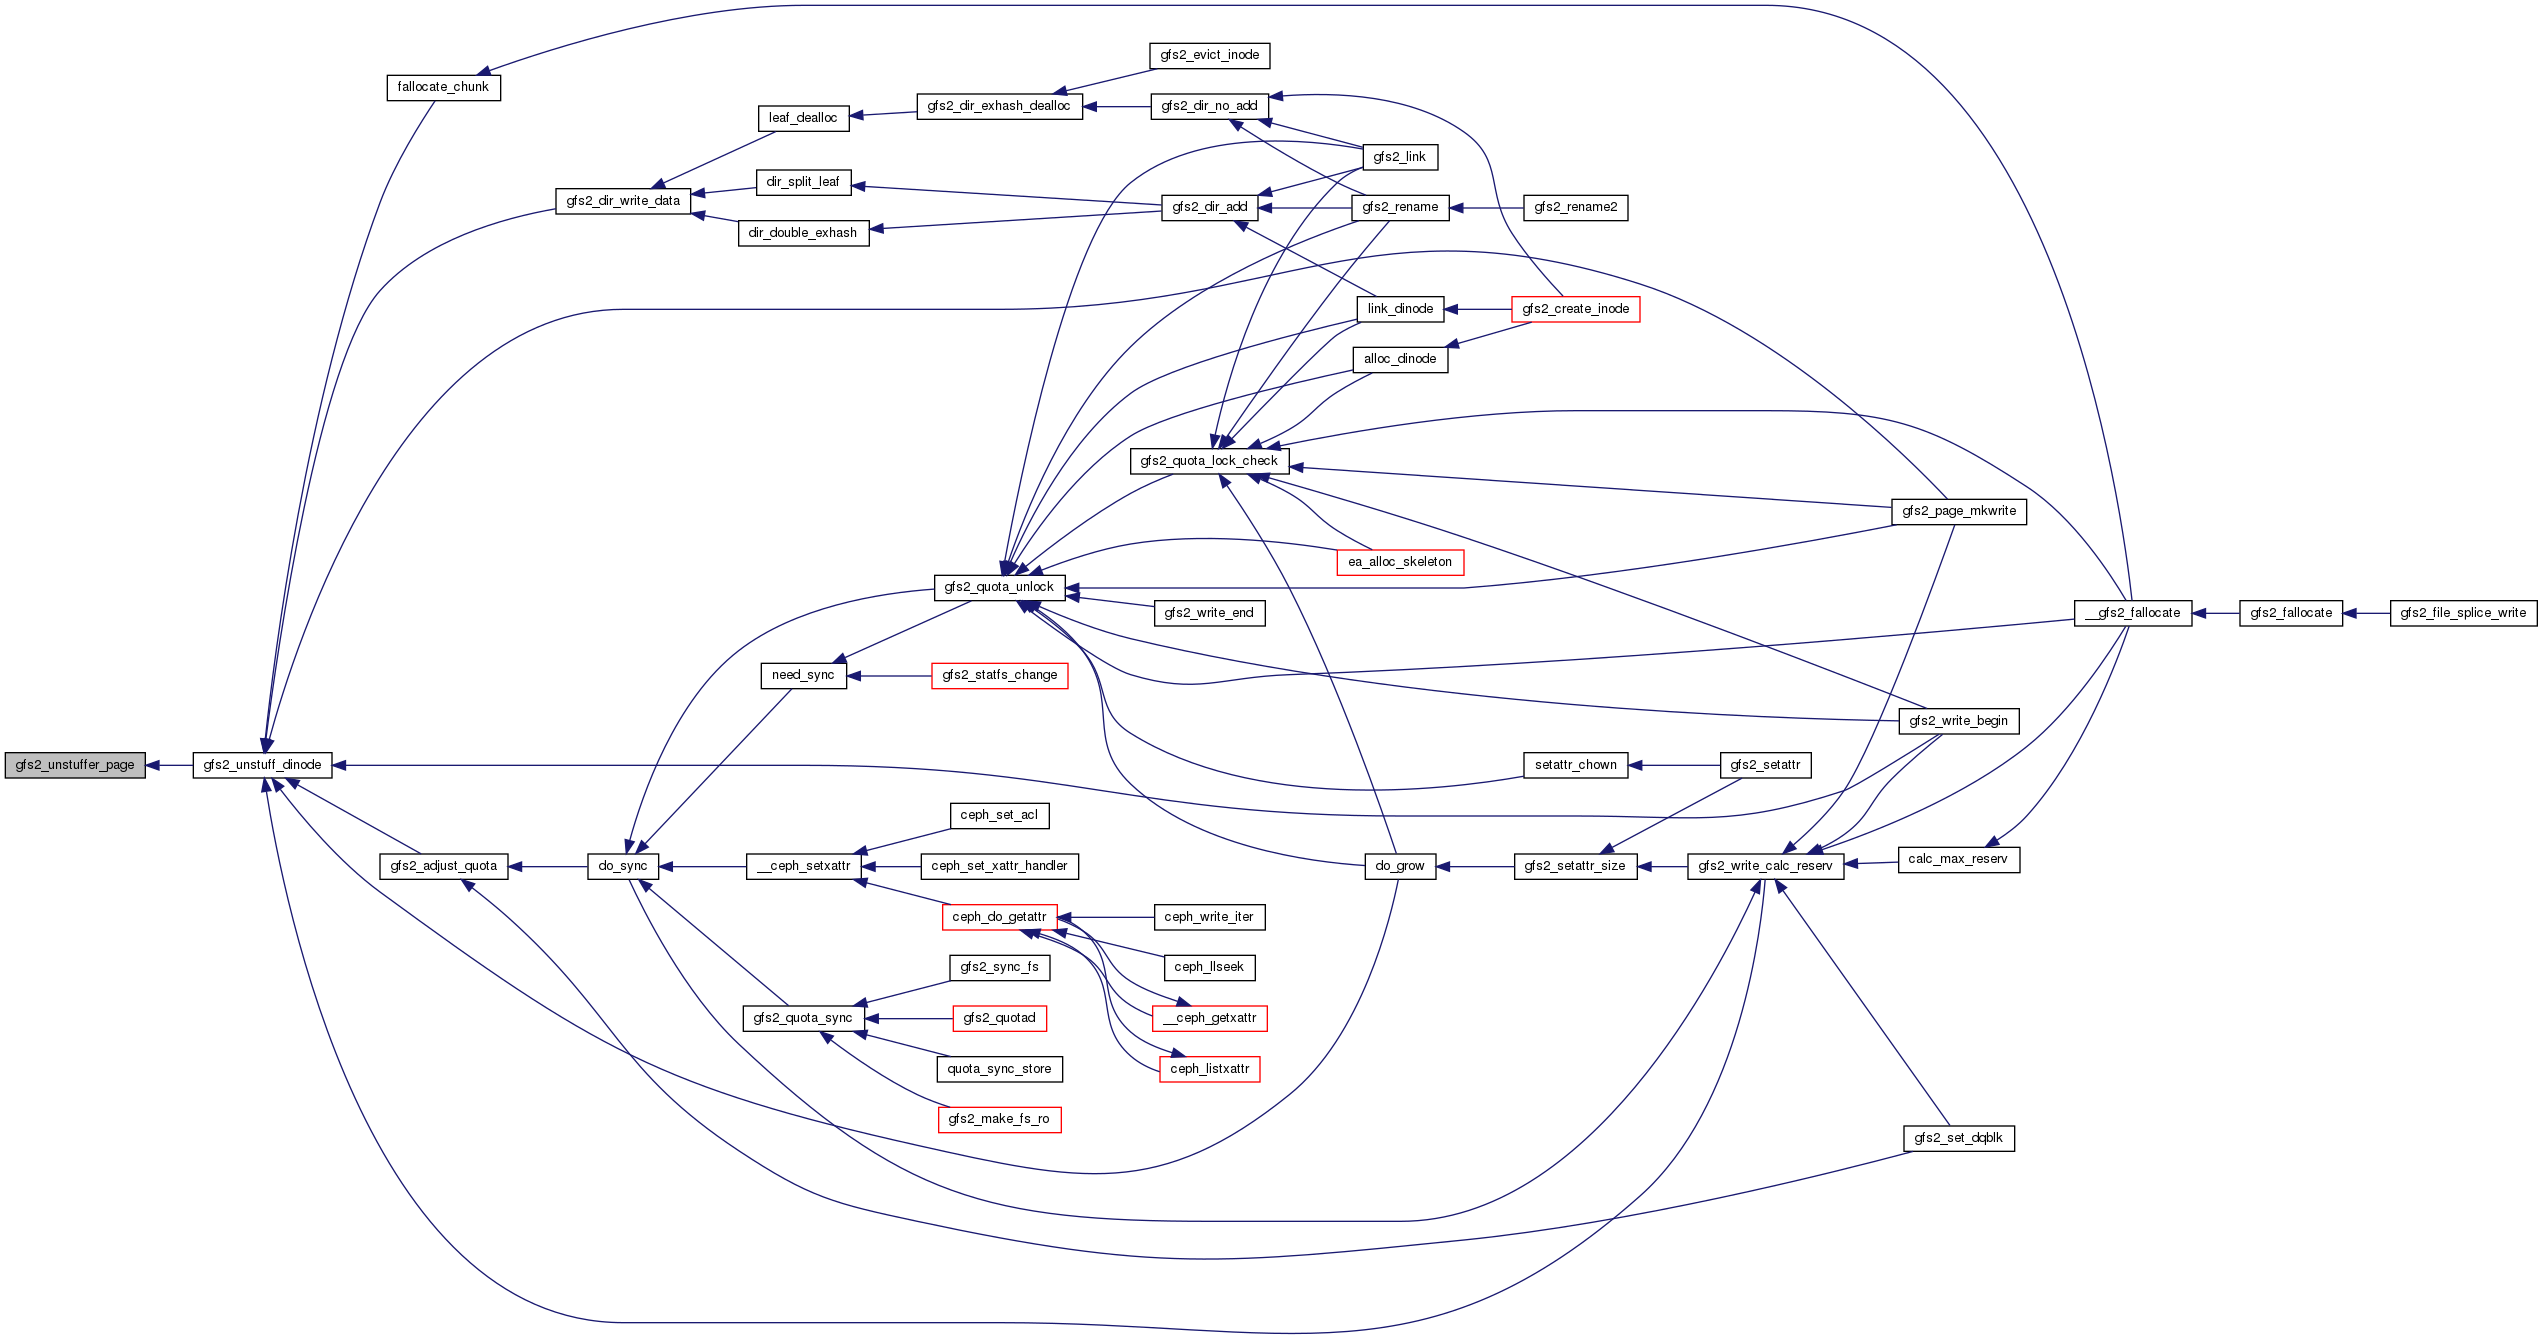 gfs2_evict_inode
fallocate_chunk
gfs2_dir_exhash_dealloc
gfs2_dir_no_add
leaf_dealloc
gfs2_link
dir_split_leaf
gfs2_dir_write_data
gfs2_dir_add
gfs2_rename
gfs2_rename2
dir_double_exhash
link_dinode
gfs2_create_inode
alloc_dinode
gfs2_quota_lock_check
gfs2_page_mkwrite
ea_alloc_skeleton
gfs2_quota_unlock
gfs2_write_end
__gfs2_fallocate
gfs2_fallocate
gfs2_file_splice_write
need_sync
gfs2_statfs_change
gfs2_write_begin
gfs2_unstuffer_page
gfs2_unstuff_dinode
setattr_chown
gfs2_setattr
ceph_set_acl
gfs2_adjust_quota
do_sync
__ceph_setxattr
ceph_set_xattr_handler
do_grow
gfs2_setattr_size
gfs2_write_calc_reserv
calc_max_reserv
ceph_do_getattr
ceph_write_iter
gfs2_sync_fs
ceph_llseek
gfs2_quota_sync
gfs2_quotad
__ceph_getxattr
quota_sync_store
ceph_listxattr
gfs2_make_fs_ro
gfs2_set_dqblk